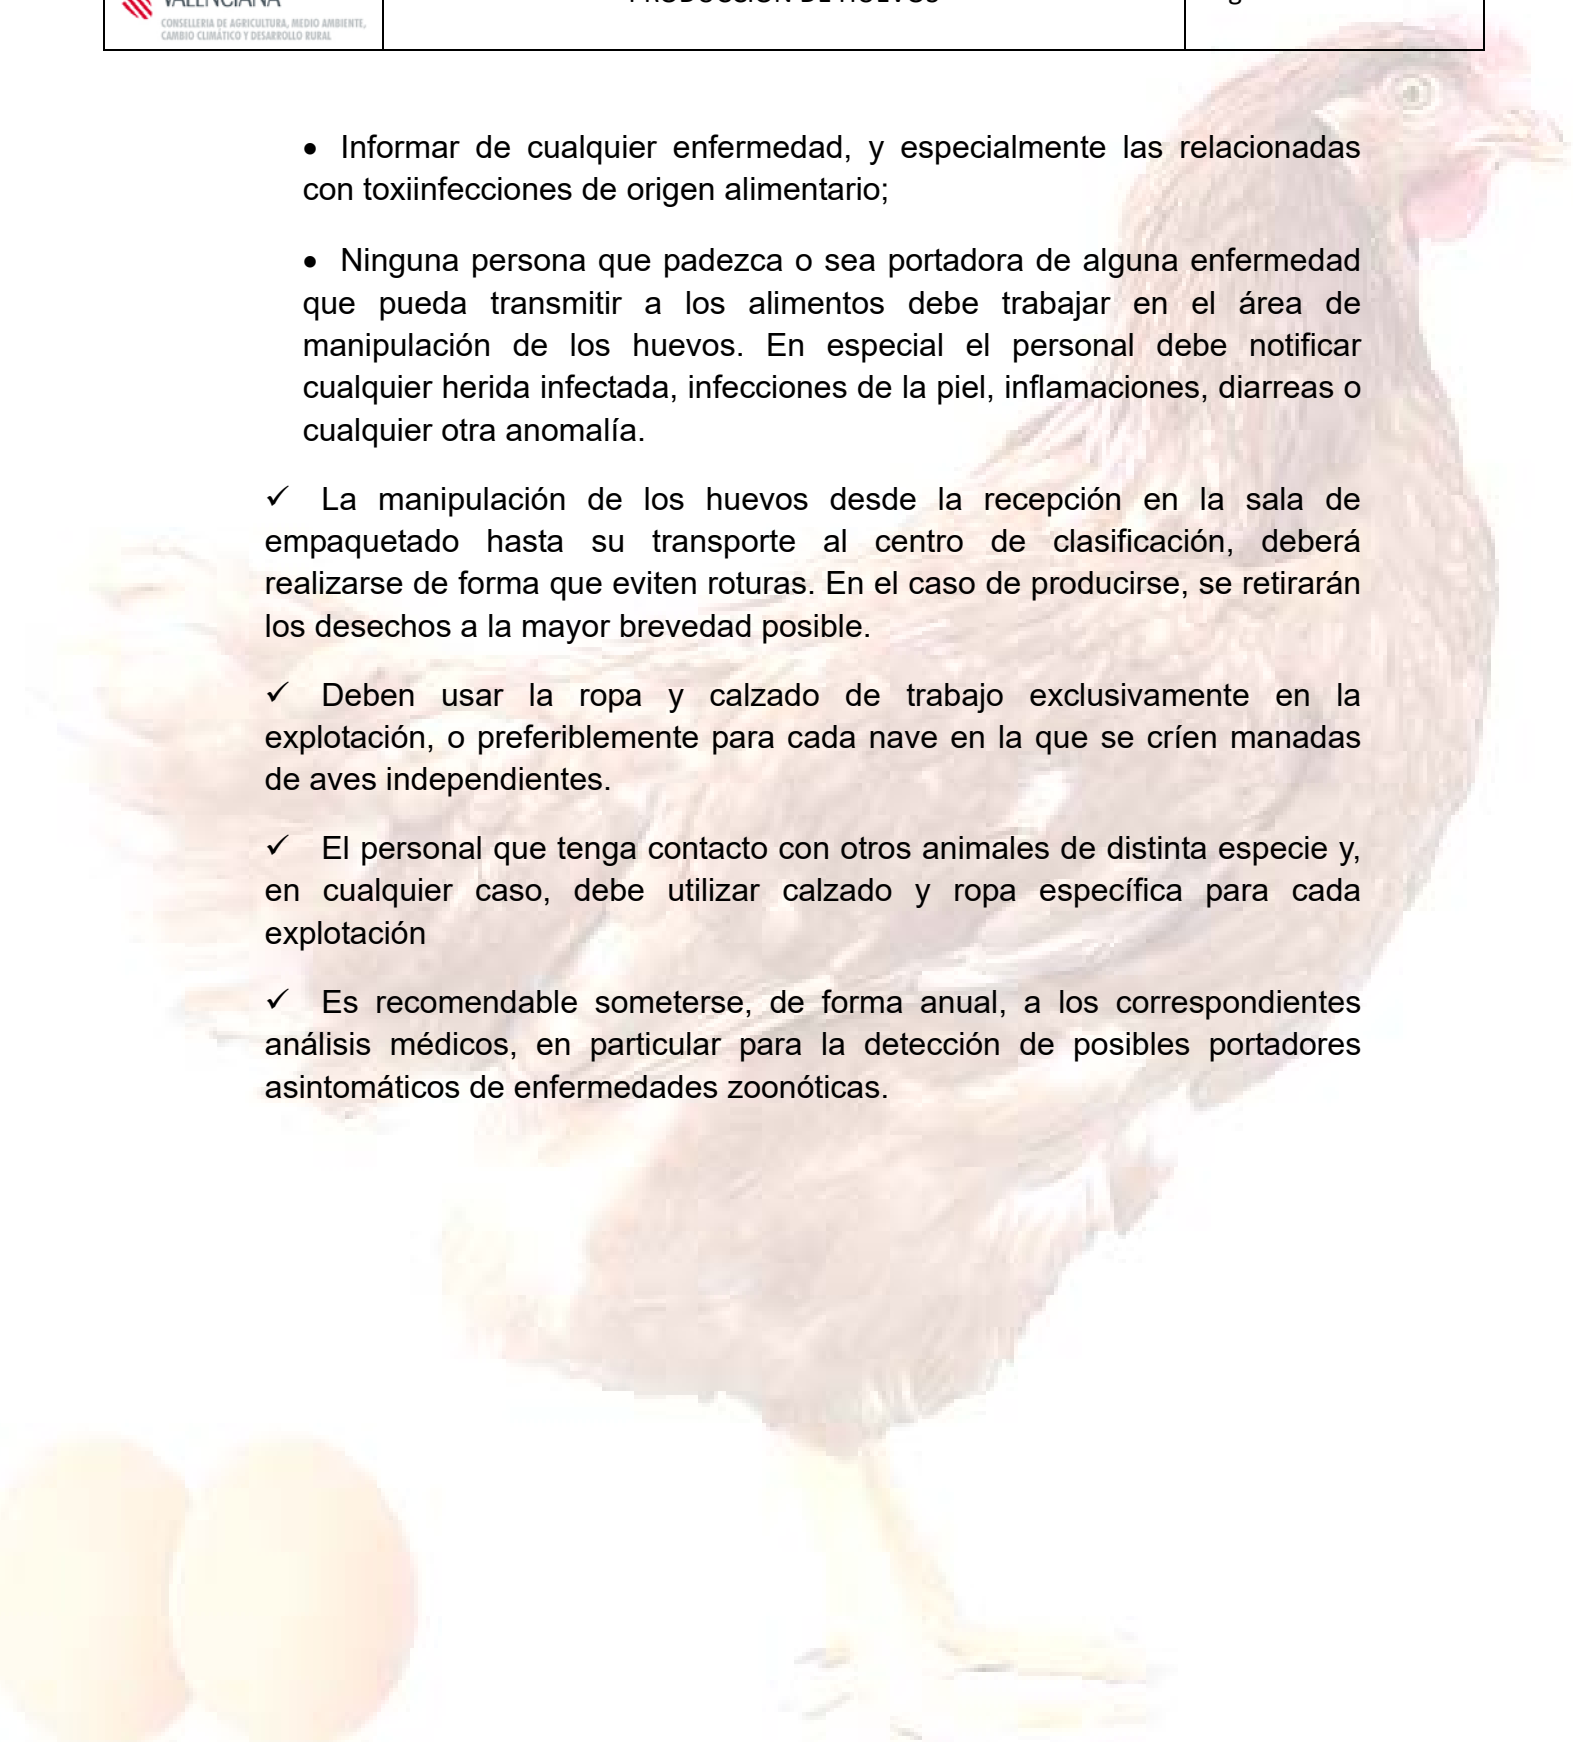 VALENCIANA
CONSELLERIA DE AGRICULTURA, MEDIO AMBIENTE,
CAMBIO CLIMÁTICO Y DESARROLLO RURAL
PRODUCCIÓN DE HUEVOS
• Informar de cualquier enfermedad, y especialmente las relacionadas
con toxiinfecciones de origen alimentario;
• Ninguna persona que padezca o sea portadora de alguna enfermedad
que pueda transmitir a los alimentos debe trabajar en el área de
manipulación de los huevos. En especial el personal debe notificar
cualquier herida infectada, infecciones de la piel, inflamaciones, diarreas o
cualquier otra anomalía.
✓ La manipulación de los huevos desde la recepción en la sala de
empaquetado hasta su transporte al centro de clasificación, deberá
realizarse de forma que eviten roturas. En el caso de producirse, se retirarán
los desechos a la mayor brevedad posible.
✓ Deben usar la ropa y calzado de trabajo exclusivamente en la
explotación, o preferiblemente para cada nave en la que se críen manadas
de aves independientes.
✓ El personal que tenga contacto con otros animales de distinta especie y,
en cualquier caso, debe utilizar calzado y ropa específica para cada
explotación
✓ Es recomendable someterse, de forma anual, a los correspondientes
análisis médicos, en particular para la detección de posibles portadores
asintomáticos de enfermedades zoonóticas.